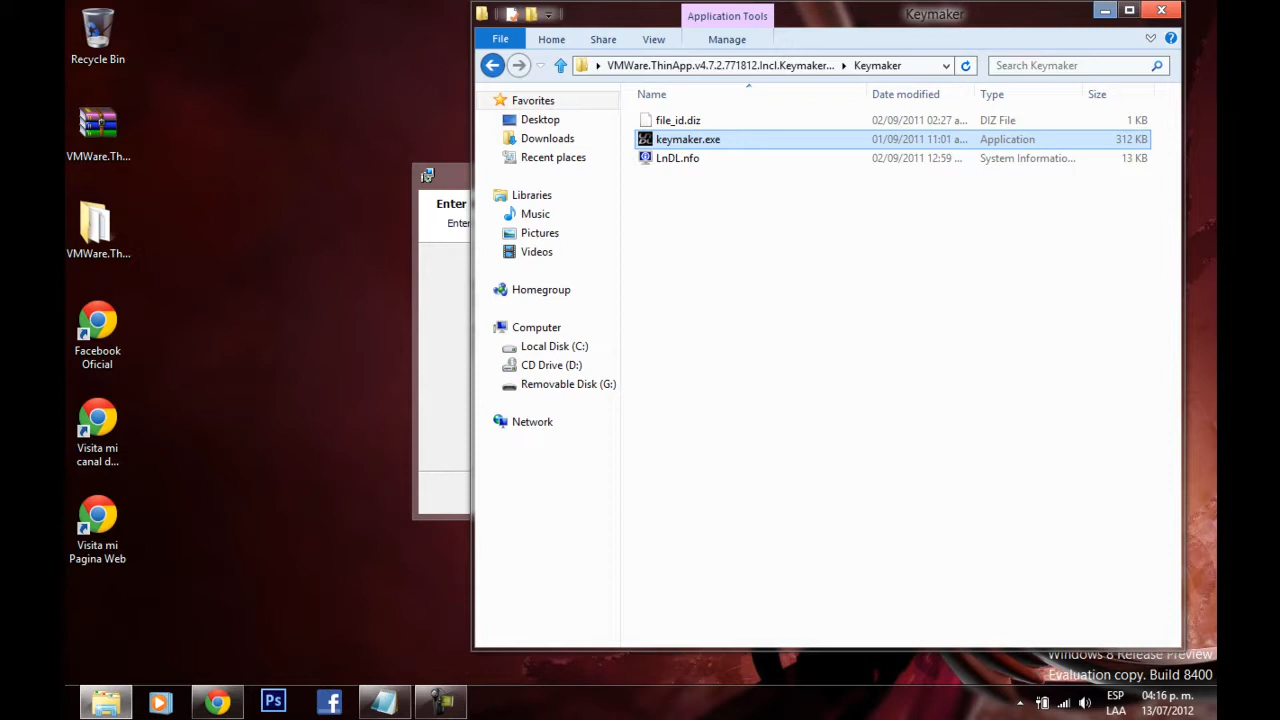 Recycle Bin
VMWare.Th...
VMWare.Th...
Facebook
Oficial
Visita mi
canal d...
Visita mi
Pagina Web
Enter
Enter
Application Tools
Keymaker
File
Home
Share
View
Manage
VMWare.ThinApp.v4.7.2.771812.Incl.Keymaker...
Keymaker
Search Keymaker
Favorites
Desktop
Downloads
Recent places
Libraries
Music
Pictures
Videos
Homegroup
Computer
Local Disk (C:)
CD Drive (D:)
Removable Disk (G:)
Network
Name Date modified Type Size
file_id.diz 02/09/2011 02:27 a... DIZ File 1 KB
keymaker.exe 01/09/2011 11:01 a... Application 312 KB
LnDL.nfo 02/09/2011 12:59 ... System Informatio... 13 KB
Windows 8 Release Preview
Evaluation copy. Build 8400
Ps
ESP
LAA
04:16 p. m.
13/07/2012